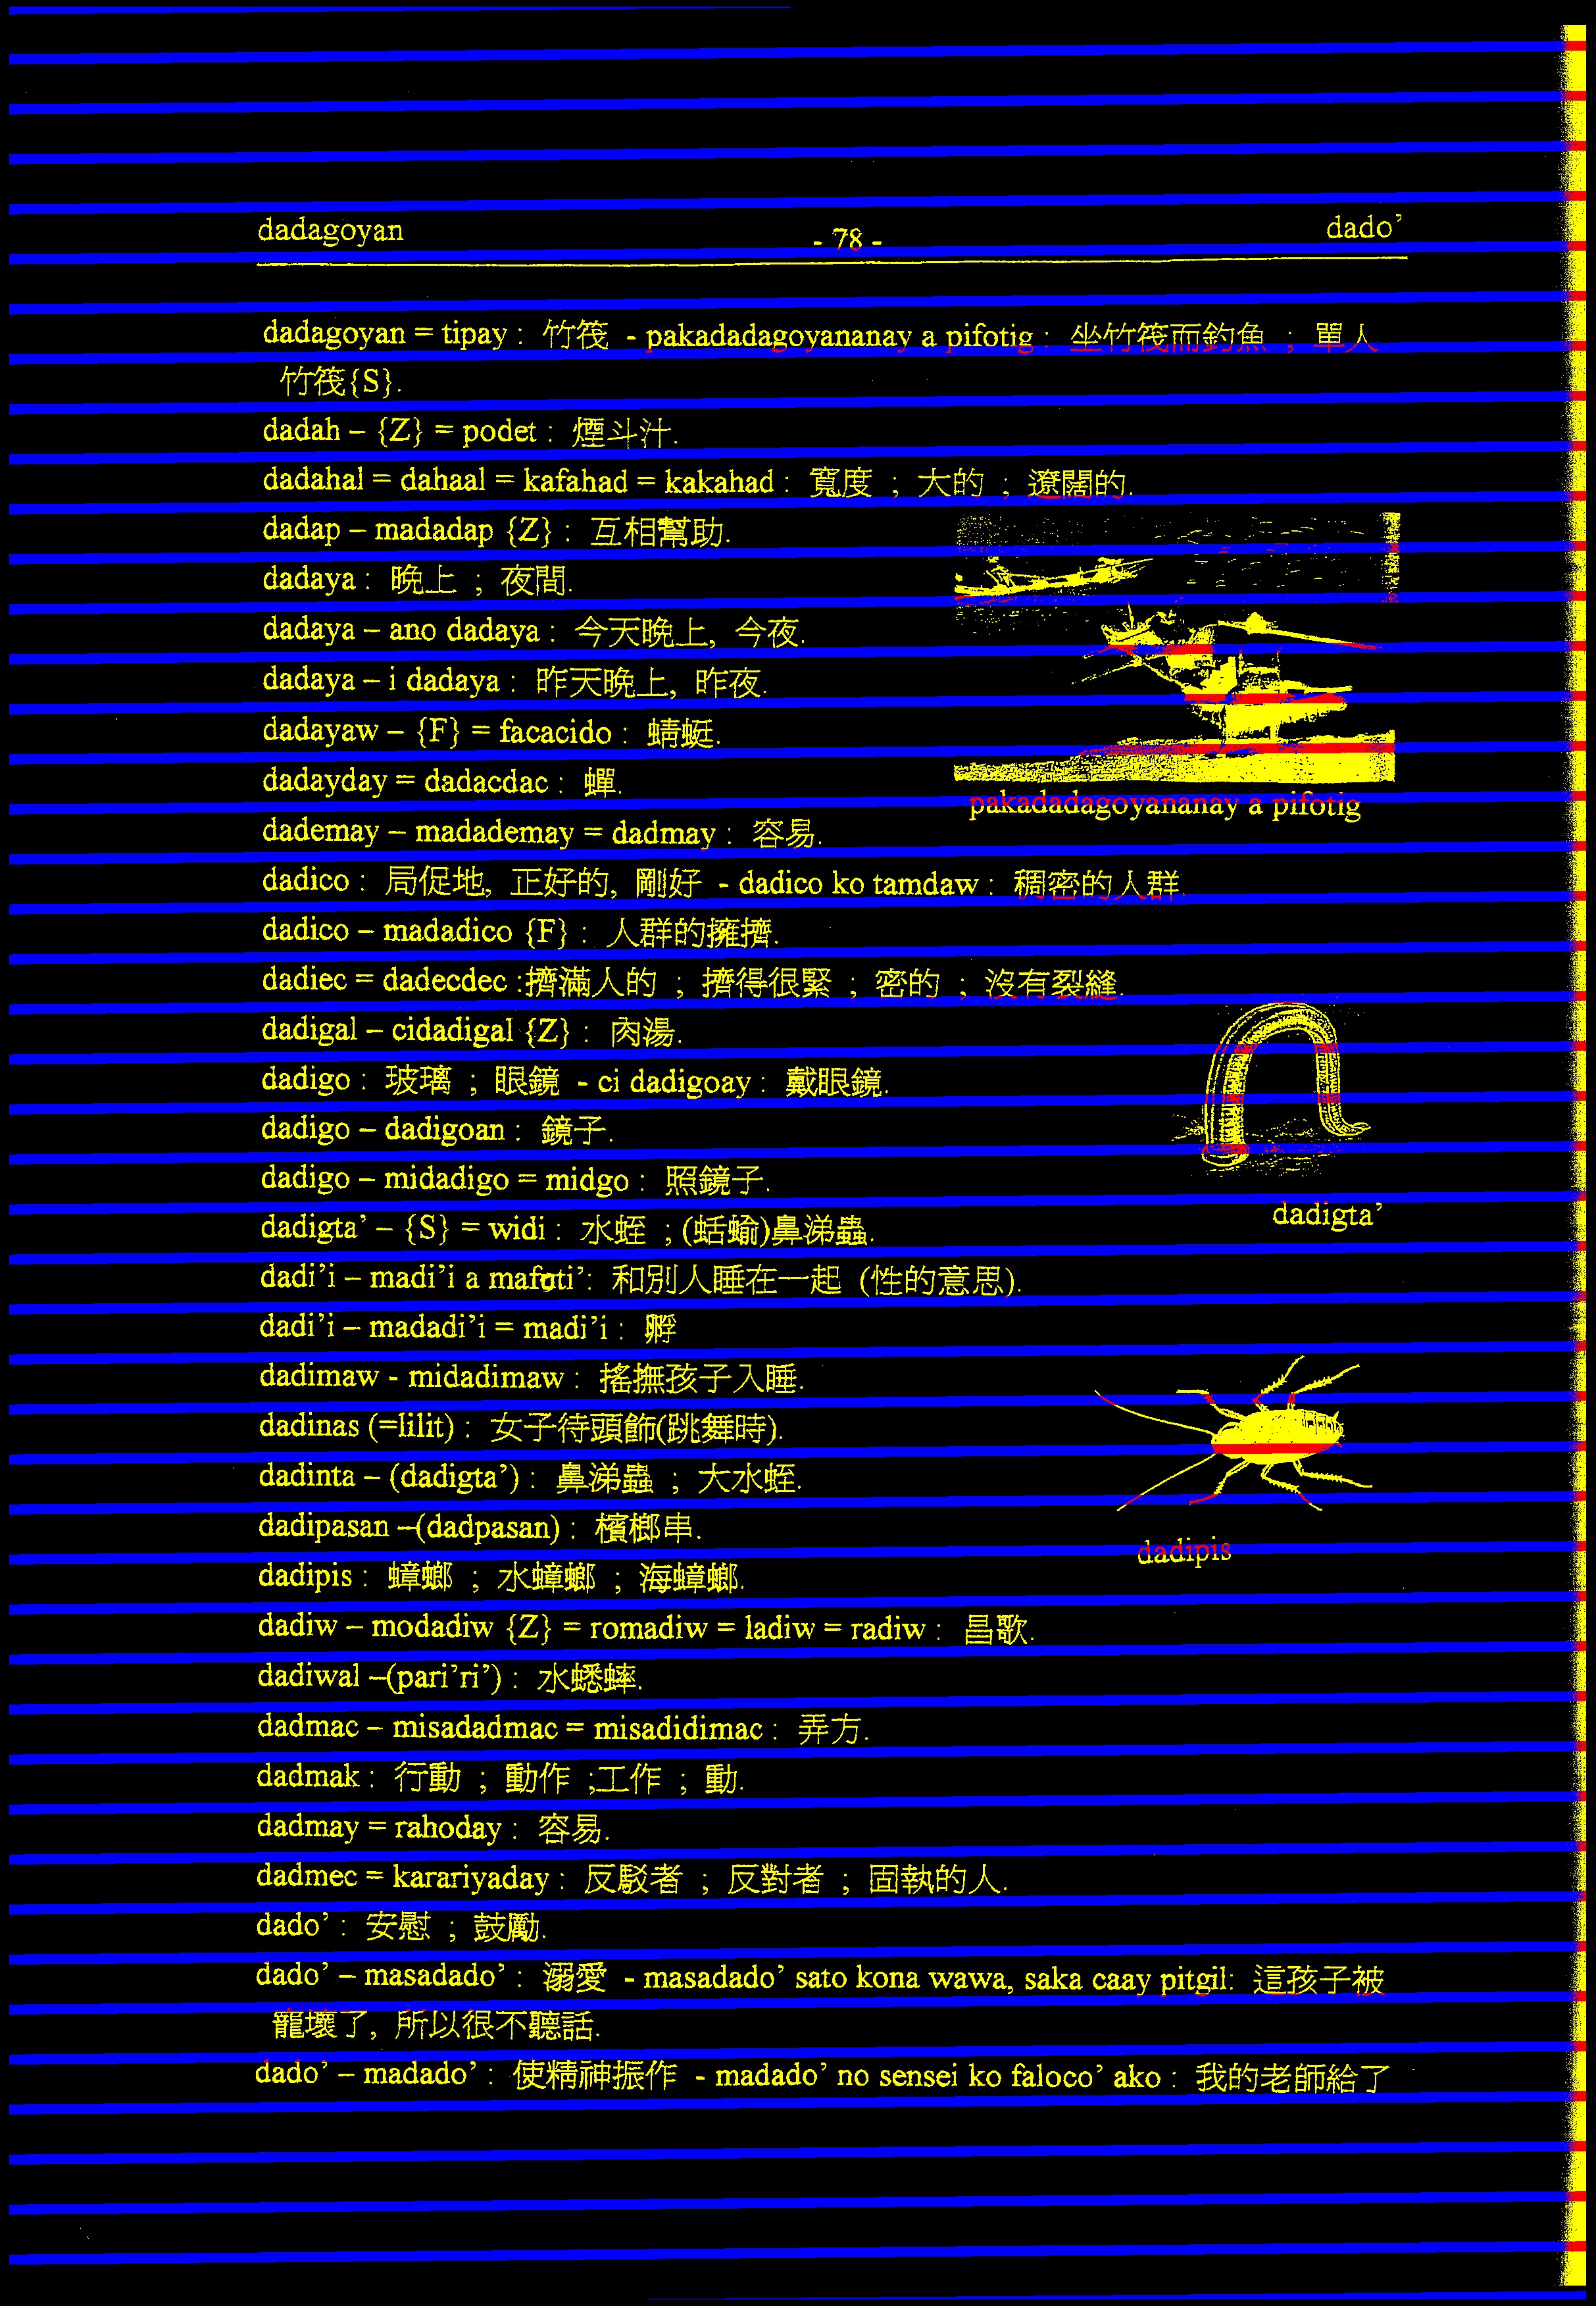 dadagoyan - 78 - dado’
dadagoyan = tipay : 竹筏 - pakadadagoyananay a pifotig : 坐竹筏而釣魚 ; 單人
竹筏{S}.
dadah – {Z} = podet : 煙斗汁.
dadahal = dahaal = kafahad = kakahad : 寬度 ; 大的 ; 遼闊的.
dadap – madadap {Z} : 互相幫助.
dadaya : 晚上 ; 夜間.
dadaya – ano dadaya : 今天晚上, 今夜.
dadaya – i dadaya : 昨天晚上, 昨夜.
dadayaw – {F} = facacido : 蜻蜓.
dadayday = dadacdac : 蟬.
pakadadagoyananay a pifotig
dademay – madademay = dadmay : 容易.
dadico : 局促地, 正好的, 剛好 - dadico ko tamdaw : 稠密的人群.
dadico – madadico {F} : 人群的擁擠.
dadiec = dadecdec :擠滿人的 ; 擠得很緊 ; 密的 ; 沒有裂縫.
dadigal – cidadigal {Z} : 肉湯.
dadigo : 玻璃 ; 眼鏡 - ci dadigoay : 戴眼鏡.
dadigo – dadigoan : 鏡子.
dadigo – midadigo = midgo : 照鏡子.
dadigta’
dadigta’ – {S} = widi : 水蛭 ; (蛞蝓)鼻涕蟲.
dadi’i – madi’i a : 和別人睡在一起 (性的意思).
dadi’i – madadi’i = madi’i : 孵
dadimaw - midadimaw : 搖撫孩子入睡.
dadinas (=lilit) : 女子待頭飾(跳舞時).
dadinta – (dadigta’) : 鼻涕蟲 ; 大水蛭.
dadipasan –(dadpasan) : 檳榔串.
dadipis
dadipis : 蟑螂 ; 水蟑螂 ; 海蟑螂.
dadiw – modadiw {Z} = romadiw = ladiw = radiw : 昌歌.
dadiwal –(pari’ri’) : 水蟋蟀.
dadmac – misadadmac = misadidimac : 弄方.
dadmak : 行動 ; 動作 ;工作 ; 動.
dadmay = rahoday : 容易.
dadmec = karariyaday : 反駁者 ; 反對者 ; 固執的人.
dado’ : 安慰 ; 鼓勵.
dado’ – masadado’ : 溺愛 - masadado’ sato kona wawa, saka caay pitgil: 這孩子被
寵壞了, 所以很不聽話.
dado’ – madado’ : 使精神振作 - madado’ no sensei ko faloco’ ako : 我的老師給了